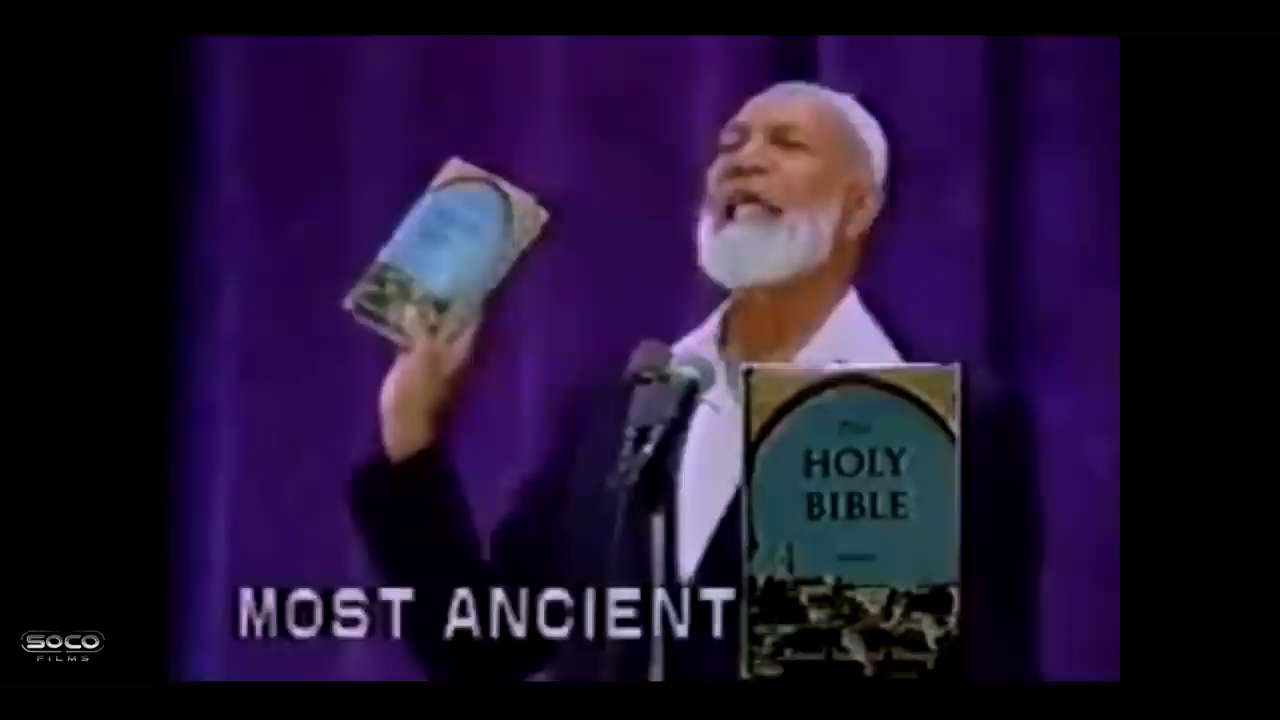 The
HOLY
BIBLE
MOST ANCIENT
SOCO
FILMS